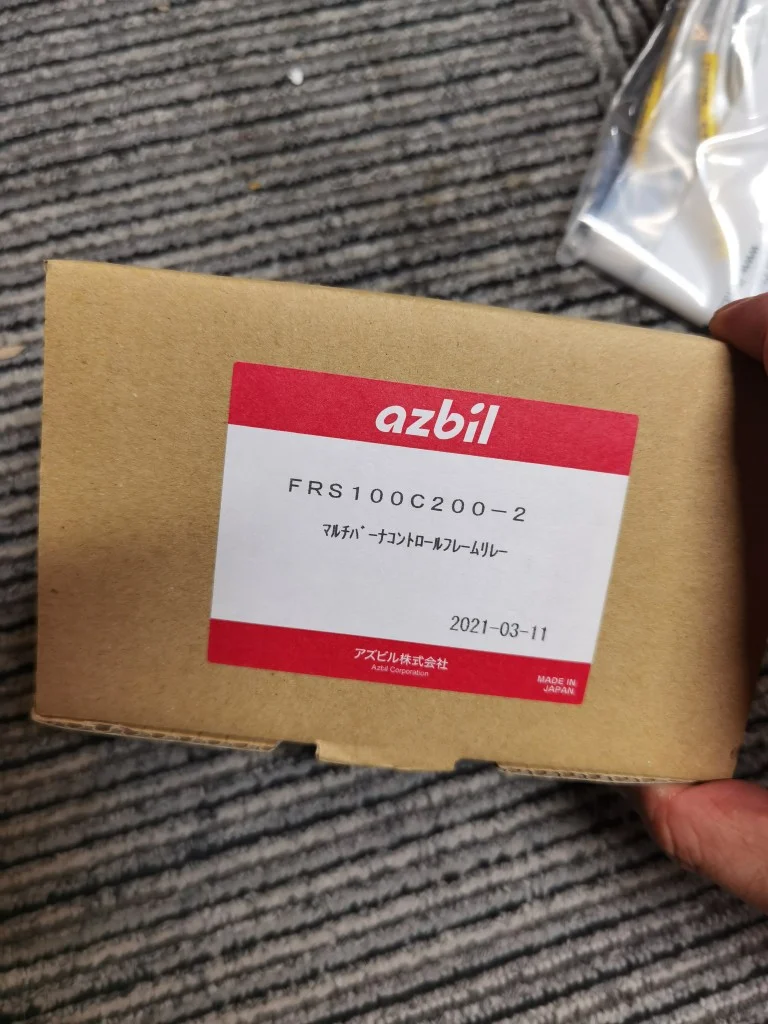 azbil
FRS100C200-2
ﾏﾙﾁﾊﾞｰﾅｺﾝﾄﾛｰﾙﾌﾚｰﾑﾘﾚｰ
2021-03-11
アズビル株式会社
Azbil Corporation
MADE IN
JAPAN